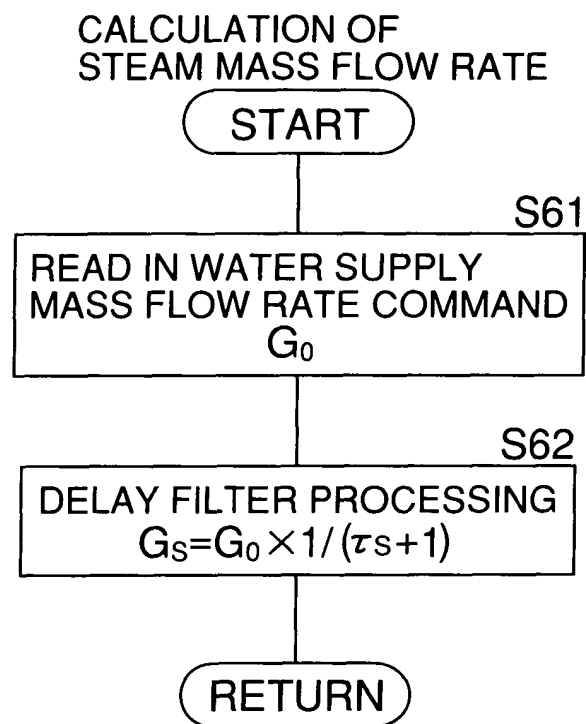 CALCULATION OF
STEAM MASS FLOW RATE
START
S61
READ IN WATER SUPPLY
MASS FLOW RATE COMMAND
G₀
S62
DELAY FILTER PROCESSING
Gs=G₀×1/(τs+1)
RETURN